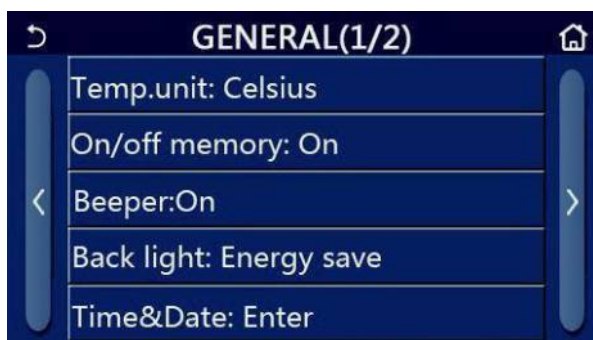 GENERAL(1/2)
Temp.unit: Celsius
On/off memory: On
Beeper:On
Back light: Energy save
Time&Date: Enter